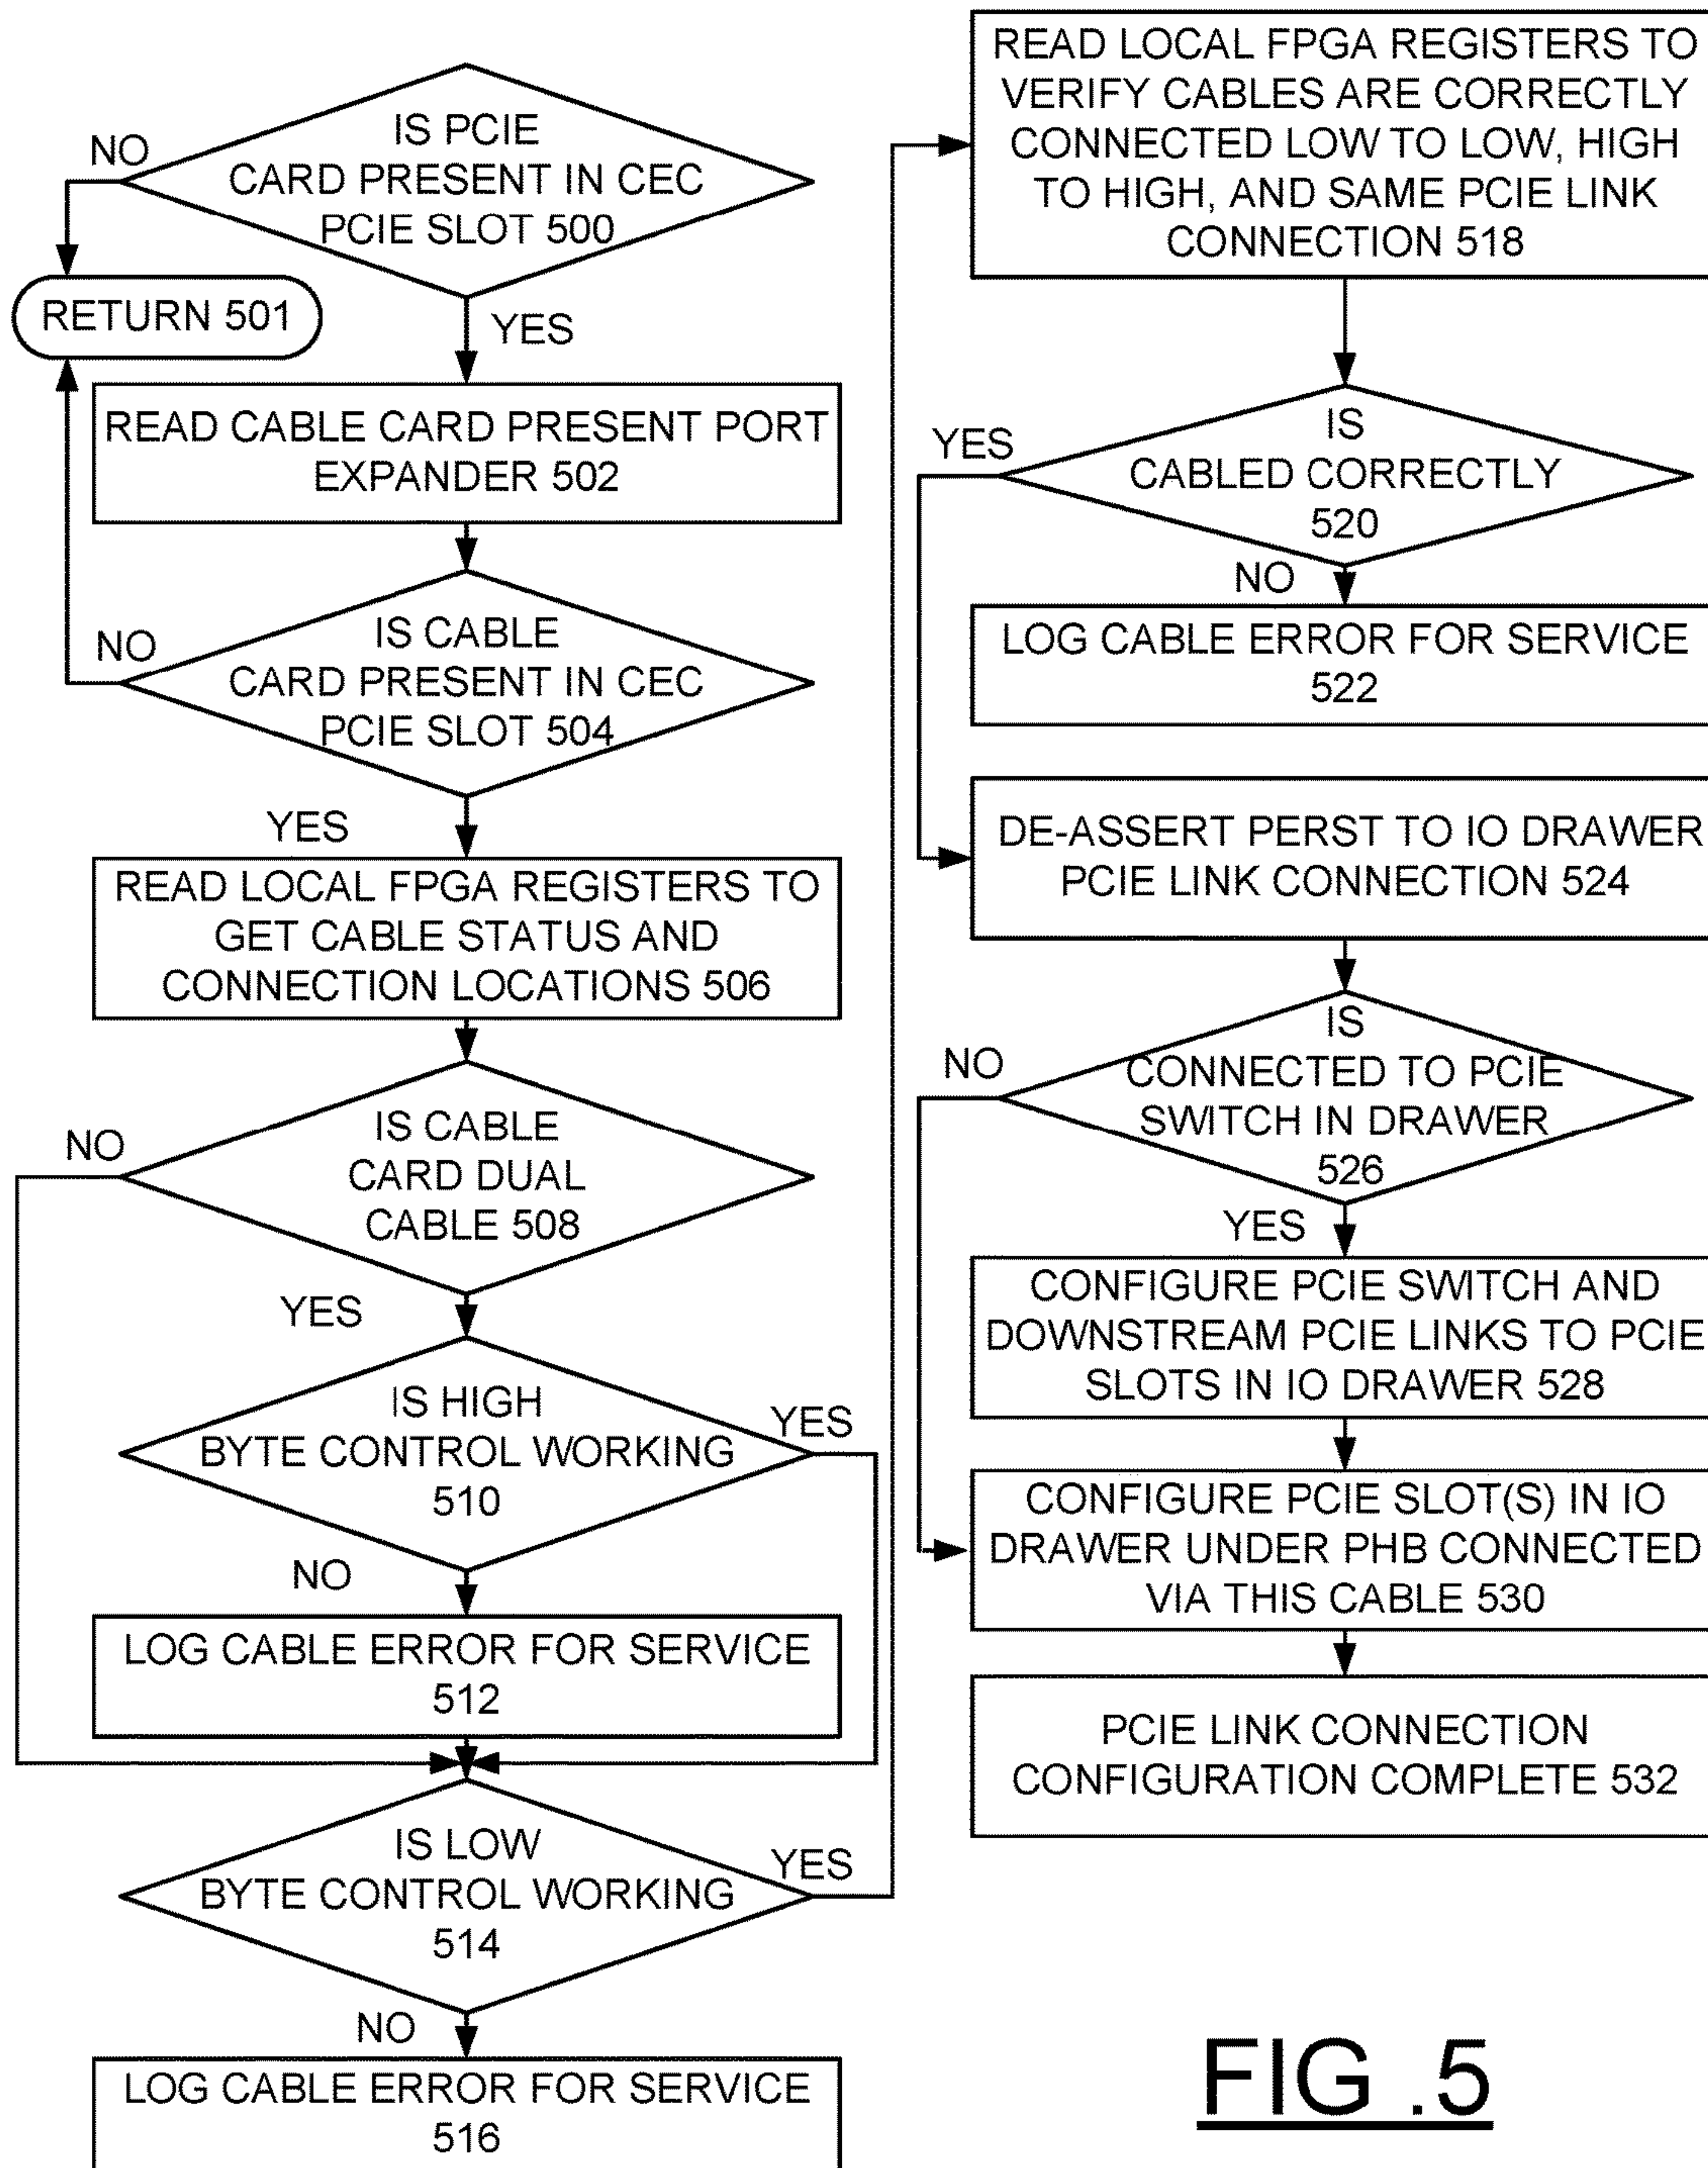 IS PCIE
CARD PRESENT IN CEC
PCIE SLOT 500
NO
YES
RETURN 501
READ CABLE CARD PRESENT PORT
EXPANDER 502
IS CABLE
CARD PRESENT IN CEC
PCIE SLOT 504
NO
YES
READ LOCAL FPGA REGISTERS TO
GET CABLE STATUS AND
CONNECTION LOCATIONS 506
IS CABLE
CARD DUAL
CABLE 508
NO
YES
IS HIGH
BYTE CONTROL WORKING
510
YES
NO
LOG CABLE ERROR FOR SERVICE
512
IS LOW
BYTE CONTROL WORKING
514
YES
NO
LOG CABLE ERROR FOR SERVICE
516
READ LOCAL FPGA REGISTERS TO
VERIFY CABLES ARE CORRECTLY
CONNECTED LOW TO LOW, HIGH
TO HIGH, AND SAME PCIE LINK
CONNECTION 518
IS
CABLED CORRECTLY
520
YES
NO
LOG CABLE ERROR FOR SERVICE
522
DE-ASSERT PERST TO IO DRAWER
PCIE LINK CONNECTION 524
IS
CONNECTED TO PCIE
SWITCH IN DRAWER
526
NO
YES
CONFIGURE PCIE SWITCH AND
DOWNSTREAM PCIE LINKS TO PCIE
SLOTS IN IO DRAWER 528
CONFIGURE PCIE SLOT(S) IN IO
DRAWER UNDER PHB CONNECTED
VIA THIS CABLE 530
PCIE LINK CONNECTION
CONFIGURATION COMPLETE 532
FIG .5